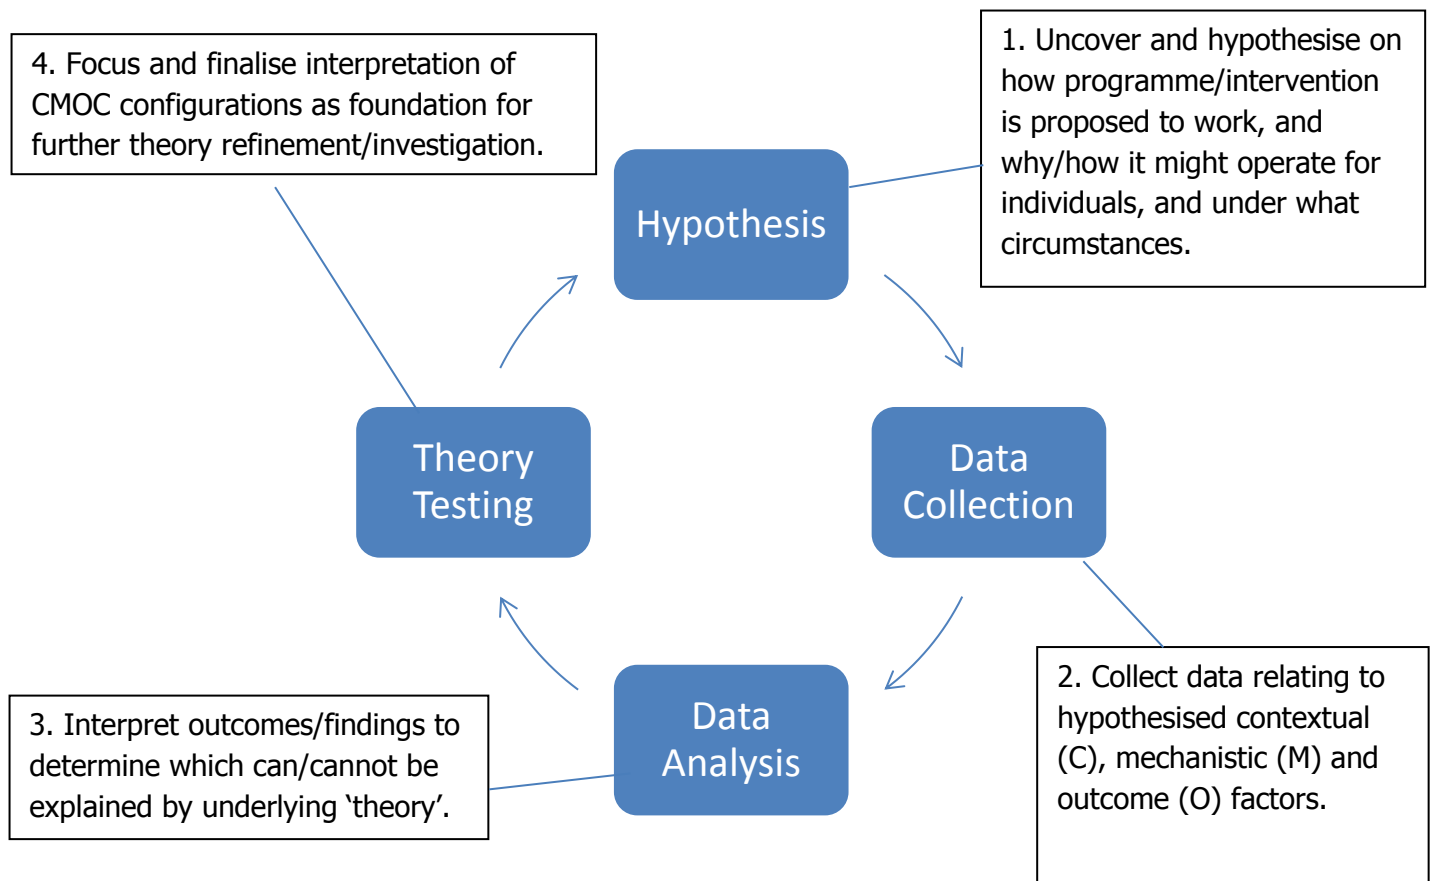 4. Focus and finalise interpretation of
CMOC configurations as foundation for
further theory refinement/investigation.
1. Uncover and hypothesise on
how programme/intervention
is proposed to work, and
why/how it might operate for
individuals, and under what
circumstances.
Hypothesis
Theory
Testing
Data
Collection
Data
Analysis
3. Interpret outcomes/findings to
determine which can/cannot be
explained by underlying ‘theory’.
2. Collect data relating to
hypothesised contextual
(C), mechanistic (M) and
outcome (O) factors.